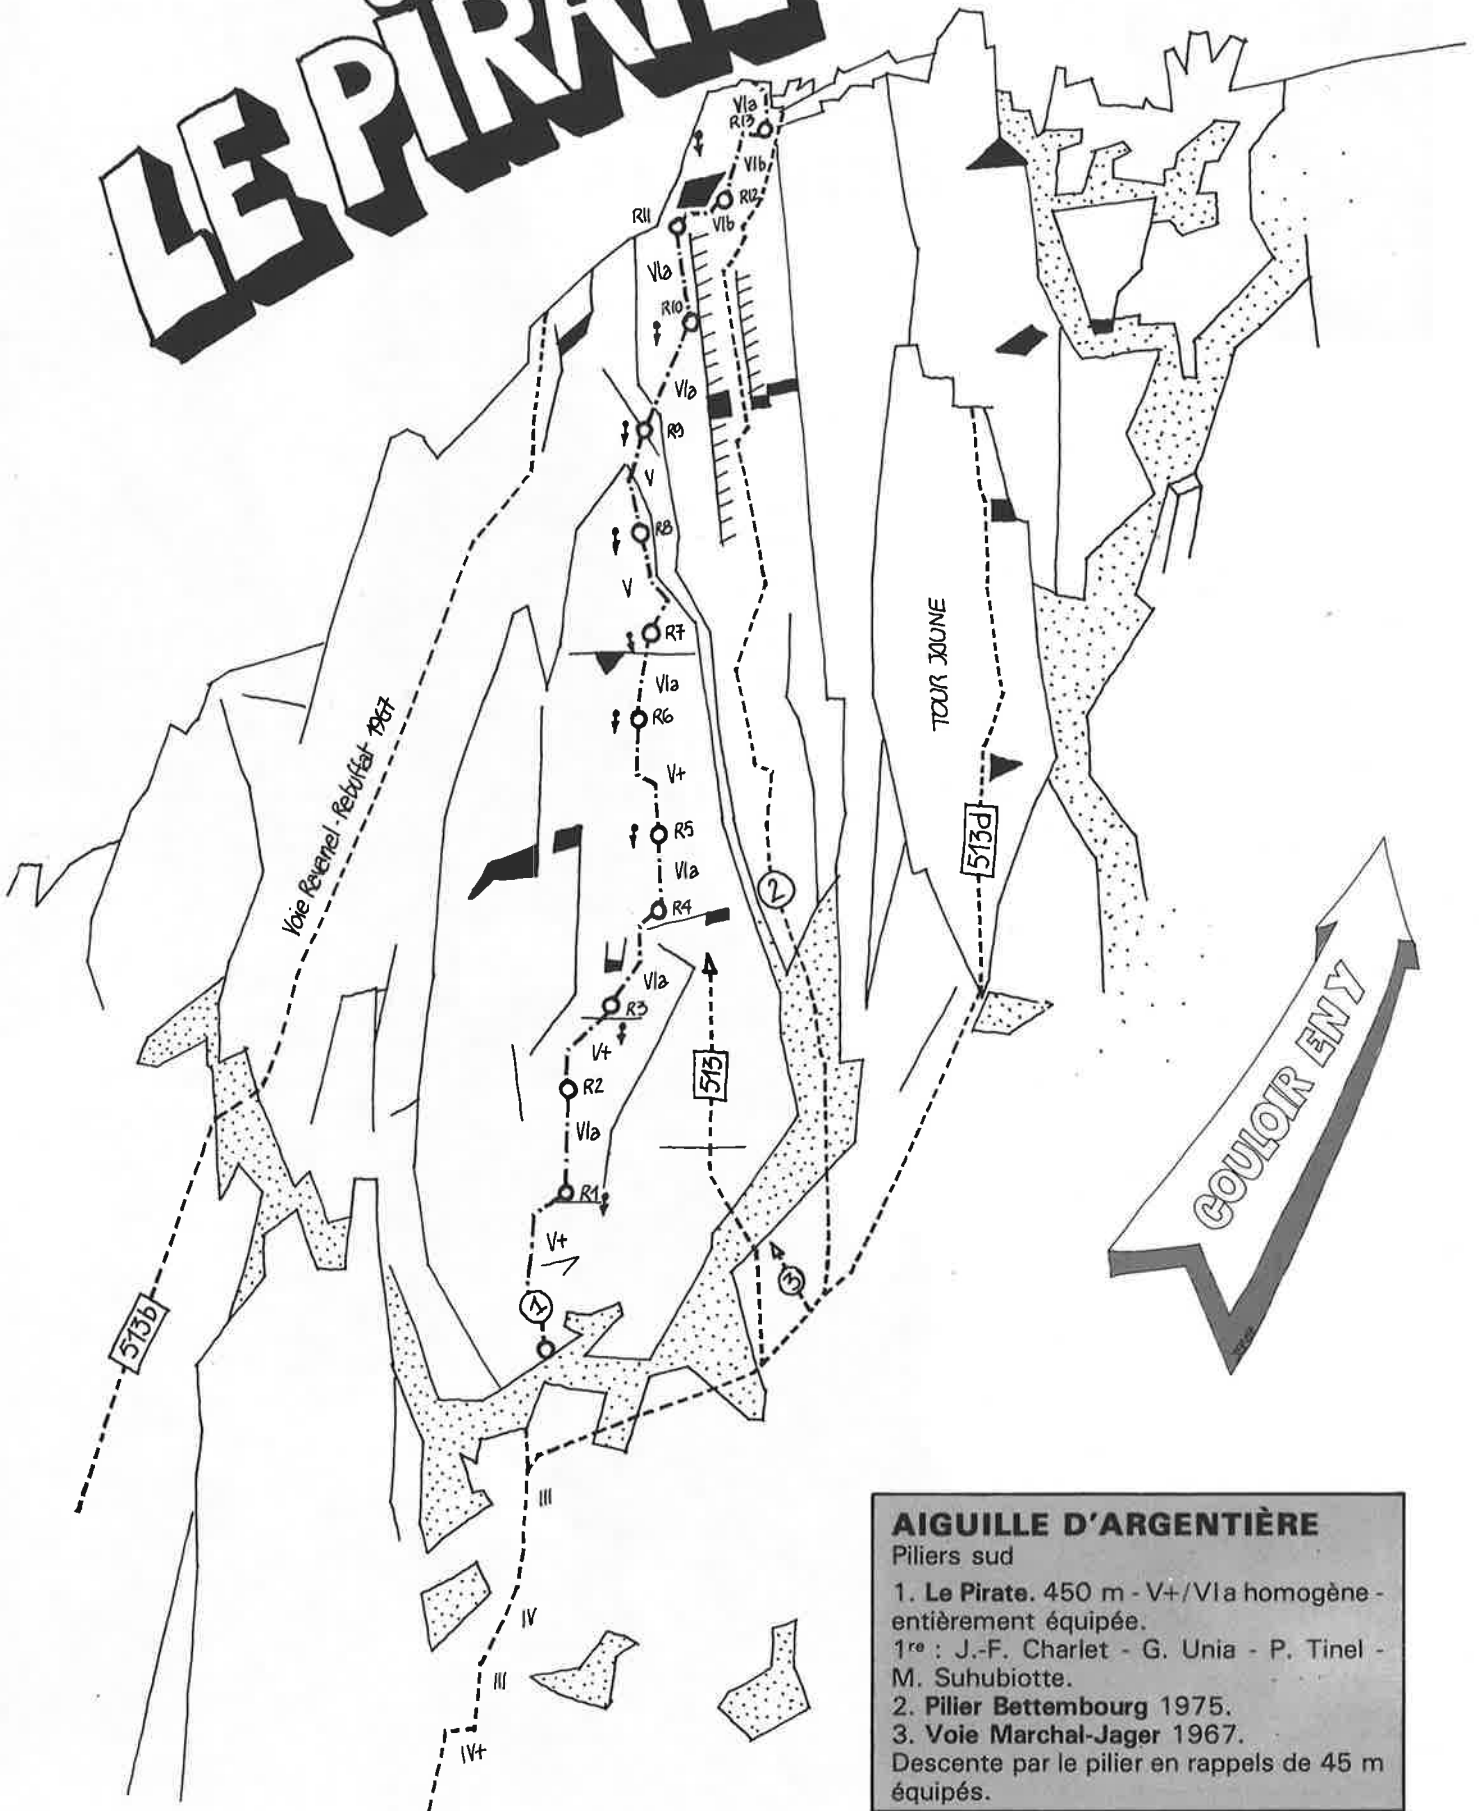 LE PIRATE
VIa
R13
VIb
R12
R11
VIb
VIa
R10
VIa
R9
V
R8
V
R7
VIa
R6
V+
R5
VIa
R4
VIa
R3
V+
R2
VIa
R1
V+
1
Voie Ravanel-Rebuffat 1967
TOUR JAUNE
513d
2
513
3
513b
COULOIR EN Y
III
IV
III
IV+
AIGUILLE D'ARGENTIÈRE
Piliers sud
1. Le Pirate. 450 m - V+/VIa homogène -
entièrement équipée.
1re : J.-F. Charlet - G. Unia - P. Tinel -
M. Suhubiotte.
2. Pilier Bettembourg 1975.
3. Voie Marchal-Jager 1967.
Descente par le pilier en rappels de 45 m
équipés.